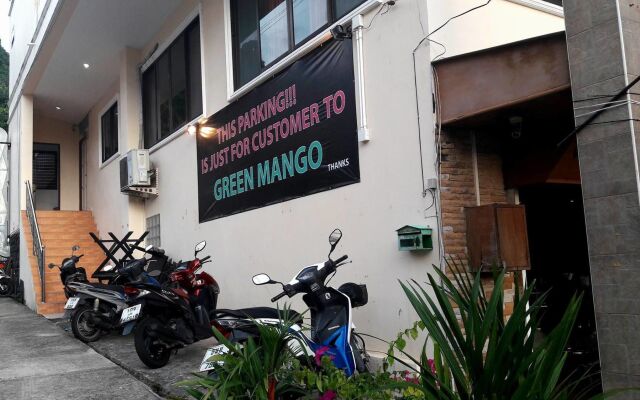 THIS PARKING!!!
IS JUST FOR CUSTOMER TO
GREEN MANGO THANKS